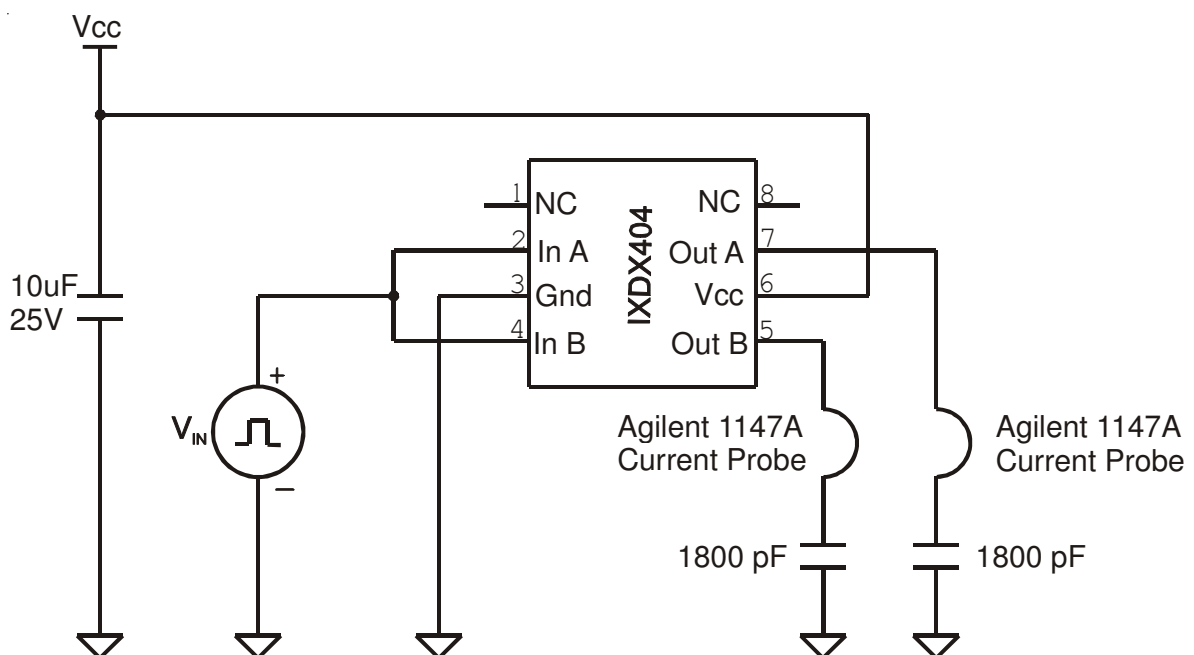 Vcc
10uF
25V
V_IN
+
−
1
NC
2
In A
3
Gnd
4
In B
IXDX404
8
NC
7
Out A
6
Vcc
5
Out B
Agilent 1147A
Current Probe
Agilent 1147A
Current Probe
1800 pF
1800 pF